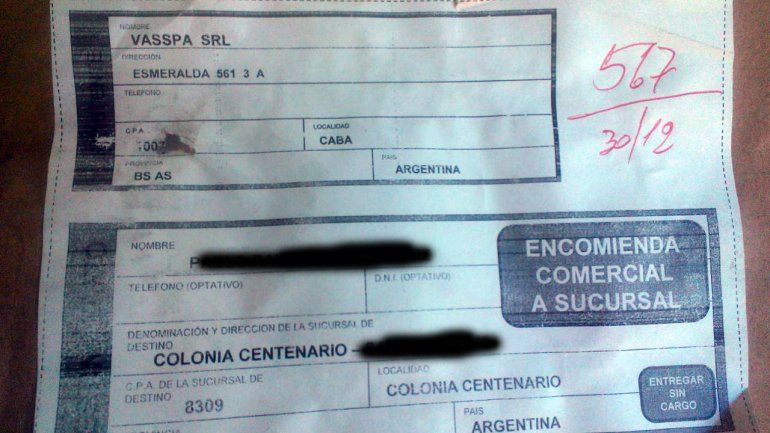 NOMBRE
VASSPA SRL
DIRECCIÓN
ESMERALDA 561 3 A
TELEFONO
567
30/12
C.P.A.
LOCALIDAD
CABA
PROVINCIA
BS AS
PAIS
ARGENTINA
NOMBRE
TELEFONO (OPTATIVO)
D.N.I. (OPTATIVO)
ENCOMIENDA
COMERCIAL
A SUCURSAL
DENOMINACIÓN Y DIRECCION DE LA SUCURSAL DE
DESTINO
COLONIA CENTENARIO -
C.P.A. DE LA SUCURSAL DE
DESTINO
8309
LOCALIDAD
COLONIA CENTENARIO
ENTREGAR
SIN
CARGO
PAIS
ARGENTINA